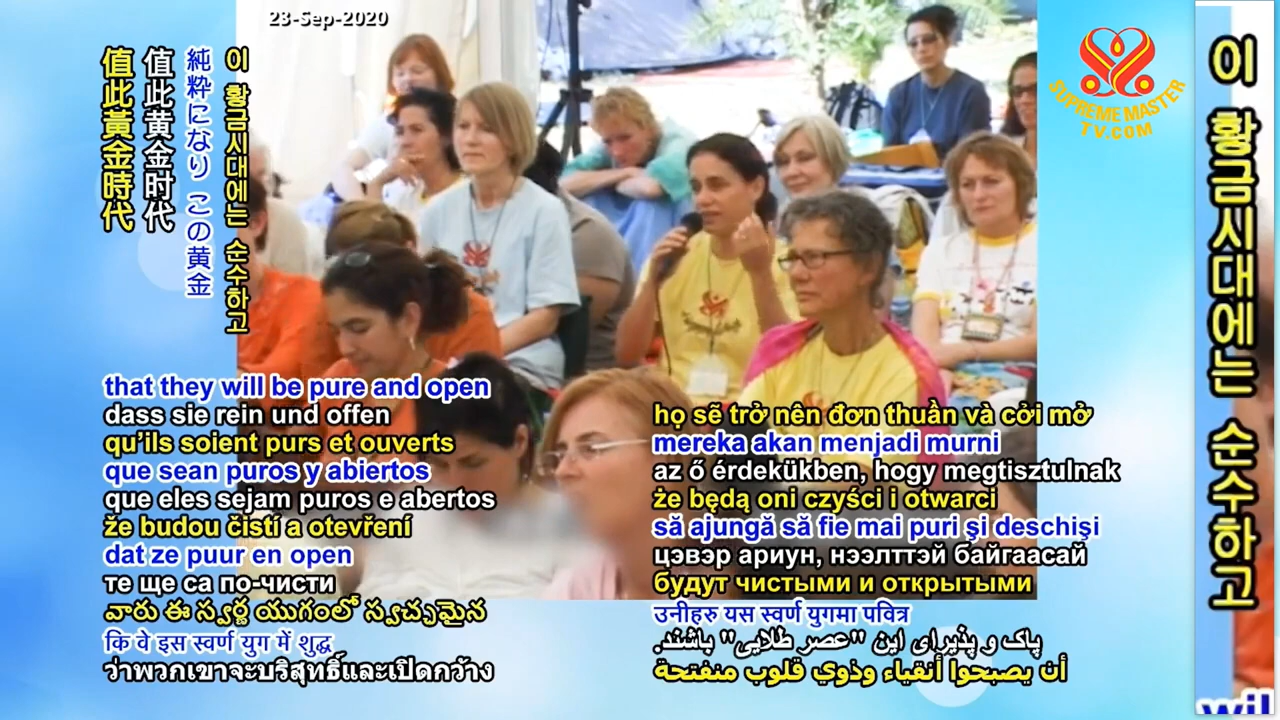 23-Sep-2020
SUPREME MASTER
TV.COM
이 황금시대에는 순수하고
純粋になり この黄金
值此黄金时代
值此黃金時代
that they will be pure and open
dass sie rein und offen
qu'ils soient purs et ouverts
que sean puros y abiertos
que eles sejam puros e abertos
že budou čistí a otevření
dat ze puur en open
те ще са по-чисти
వారు ఈ స్వర్ణ యుగంలో స్వచ్ఛమైన
कि वे इस स्वर्ण युग में शुद्ध
ว่าพวกเขาจะบริสุทธิ์และเปิดกว้าง
họ sẽ trở nên đơn thuần và cởi mở
mereka akan menjadi murni
az ő érdekükben, hogy megtisztulnak
że będą oni czyści i otwarci
să ajungă să fie mai puri şi deschişi
цэвэр ариун, нээлттэй байгаасай
будут чистыми и открытыми
उनीहरु यस स्वर्ण युगमा पवित्र
پاک و پذیرای این "عصر طلایی" باشند.
أن يصبحوا أنقياء وذوي قلوب منفتحة
이 황금시대에는 순수하고
wil